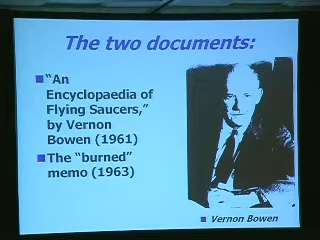 The two documents:
"An
Encyclopaedia of
Flying Saucers,"
by Vernon
Bowen (1961)
The "burned"
memo (1963)
Vernon Bowen